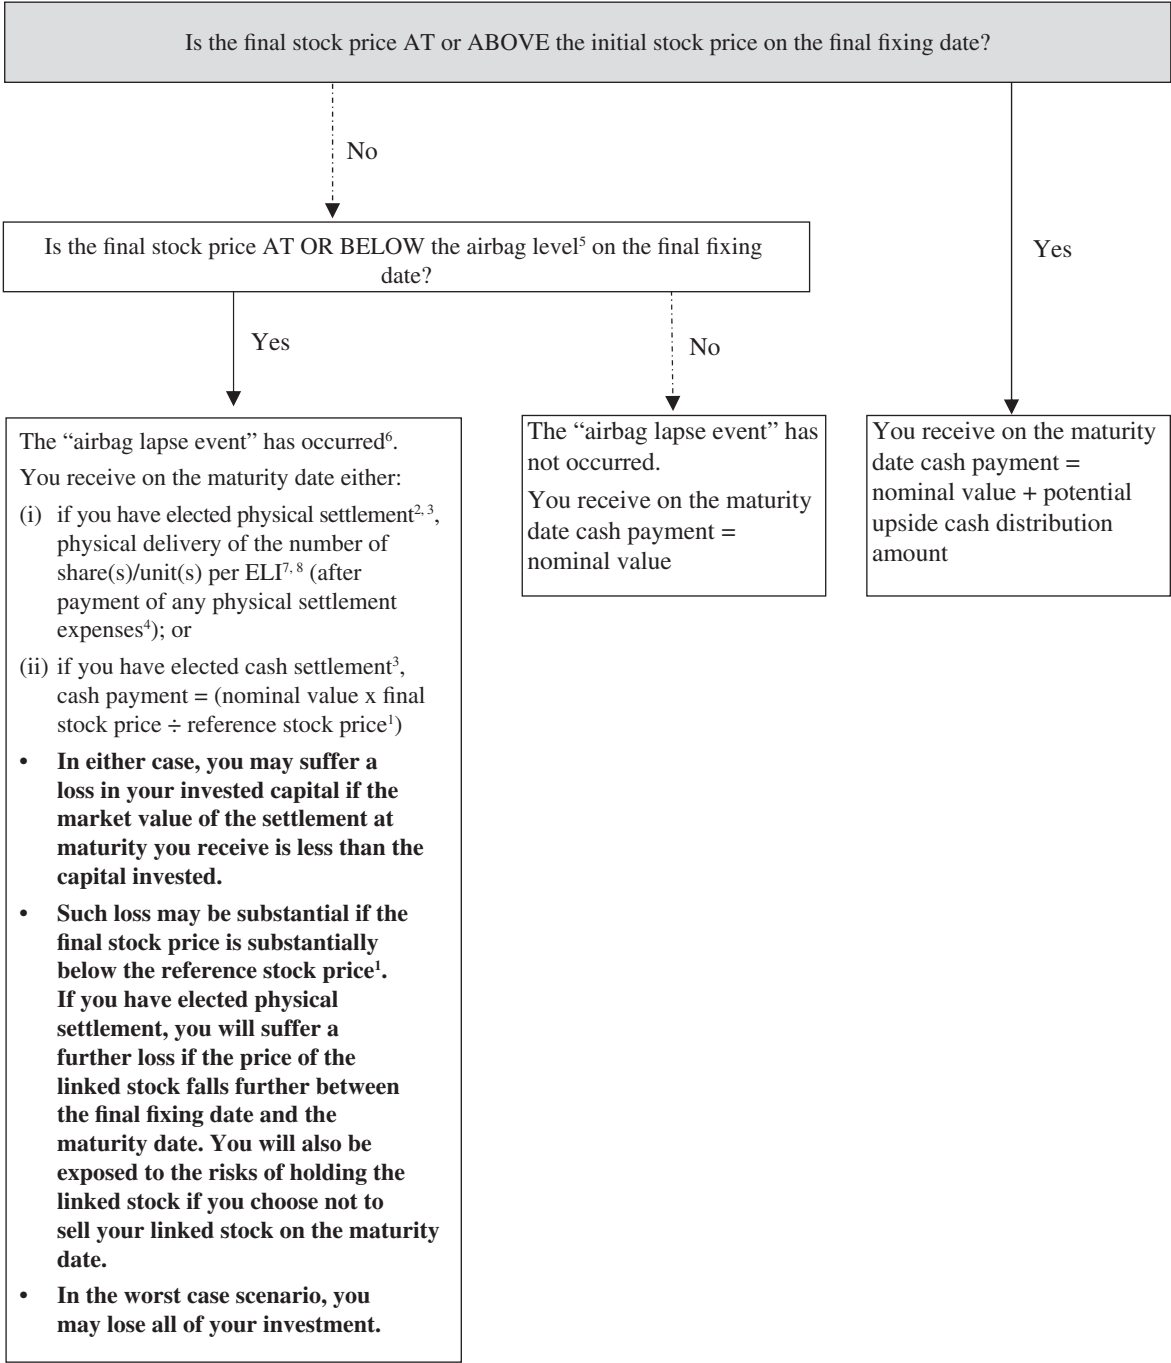 Is the final stock price AT or ABOVE the initial stock price on the final fixing date?
No
Yes
Is the final stock price AT OR BELOW the airbag level⁵ on the final fixing
date?
Yes
No
The “airbag lapse event” has occurred⁶.
You receive on the maturity date either:
(i) if you have elected physical settlement²˒ ³,
physical delivery of the number of
share(s)/unit(s) per ELI⁷˒ ⁸ (after
payment of any physical settlement
expenses⁴); or
(ii) if you have elected cash settlement³,
cash payment = (nominal value x final
stock price ÷ reference stock price¹)
• In either case, you may suffer a
loss in your invested capital if the
market value of the settlement at
maturity you receive is less than the
capital invested.
• Such loss may be substantial if the
final stock price is substantially
below the reference stock price¹.
If you have elected physical
settlement, you will suffer a
further loss if the price of the
linked stock falls further between
the final fixing date and the
maturity date. You will also be
exposed to the risks of holding the
linked stock if you choose not to
sell your linked stock on the maturity
date.
• In the worst case scenario, you
may lose all of your investment.
The “airbag lapse event” has
not occurred.
You receive on the maturity
date cash payment =
nominal value
You receive on the maturity
date cash payment =
nominal value + potential
upside cash distribution
amount